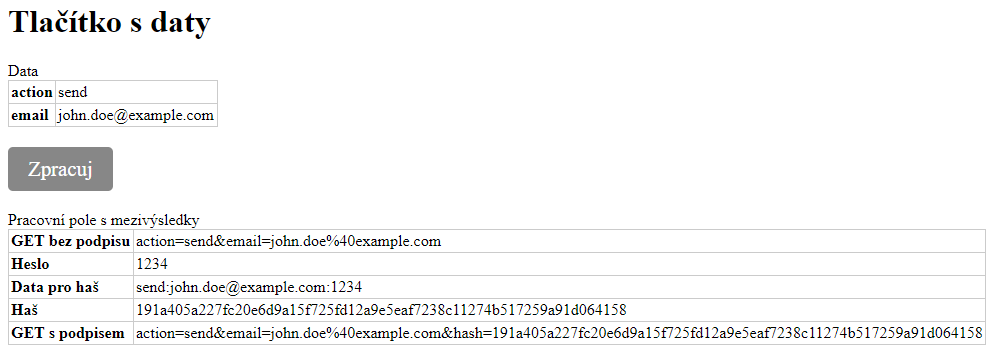 Tlačítko s daty
Data
action send
email john.doe@example.com
Zpracuj
Pracovní pole s mezivýsledky
GET bez podpisu action=send&email=john.doe%40example.com
Heslo 1234
Data pro haš send:john.doe@example.com:1234
Haš 191a405a227fc20e6d9a15f725fd12a9e5eaf7238c11274b517259a91d064158
GET s podpisem action=send&email=john.doe%40example.com&hash=191a405a227fc20e6d9a15f725fd12a9e5eaf7238c11274b517259a91d064158